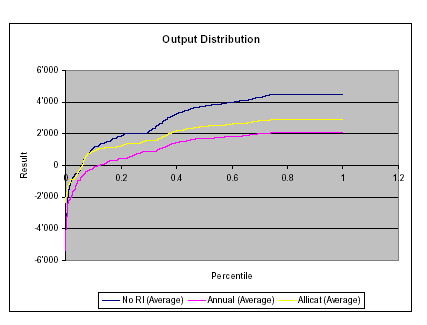 Output Distribution
6'000
4'000
2'000
0
-2'000
-4'000
-6'000
0 0.2 0.4 0.6 0.8 1 1.2
Result
Percentile
No RI (Average) Annual (Average) Allicat (Average)